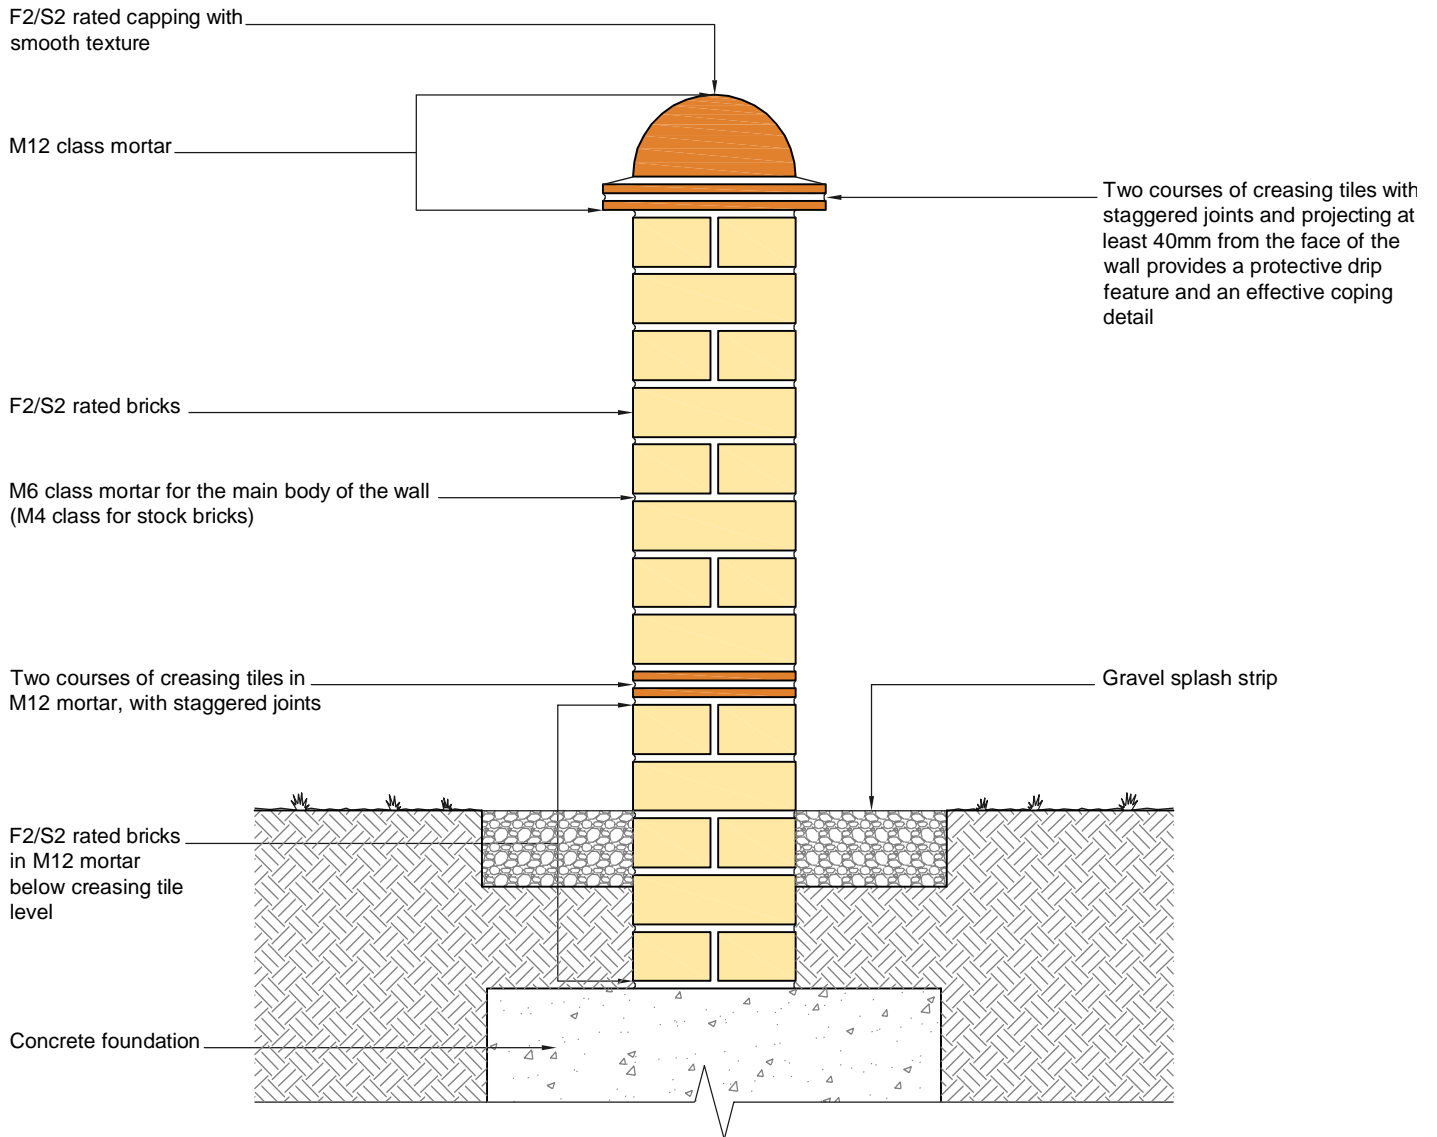 F2/S2 rated capping with
smooth texture
M12 class mortar
Two courses of creasing tiles with
staggered joints and projecting at
least 40mm from the face of the
wall provides a protective drip
feature and an effective coping
detail
F2/S2 rated bricks
M6 class mortar for the main body of the wall
(M4 class for stock bricks)
Two courses of creasing tiles in
M12 mortar, with staggered joints
Gravel splash strip
F2/S2 rated bricks
in M12 mortar
below creasing tile
level
Concrete foundation